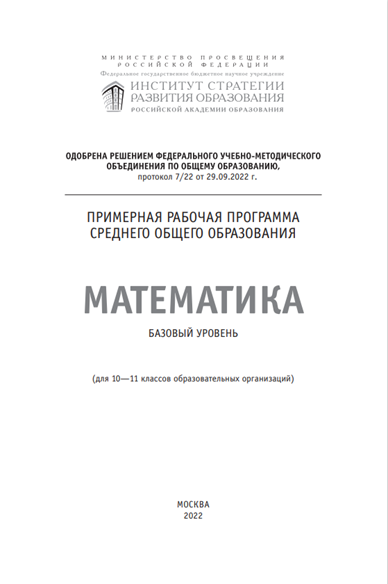 МИНИСТЕРСТВО ПРОСВЕЩЕНИЯ
РОССИЙСКОЙ ФЕДЕРАЦИИ
Федеральное государственное бюджетное научное учреждение
ИНСТИТУТ СТРАТЕГИИ
РАЗВИТИЯ ОБРАЗОВАНИЯ
РОССИЙСКОЙ АКАДЕМИИ ОБРАЗОВАНИЯ
ОДОБРЕНА РЕШЕНИЕМ ФЕДЕРАЛЬНОГО УЧЕБНО-МЕТОДИЧЕСКОГО
ОБЪЕДИНЕНИЯ ПО ОБЩЕМУ ОБРАЗОВАНИЮ,
протокол 7/22 от 29.09.2022 г.
ПРИМЕРНАЯ РАБОЧАЯ ПРОГРАММА
СРЕДНЕГО ОБЩЕГО ОБРАЗОВАНИЯ
МАТЕМАТИКА
БАЗОВЫЙ УРОВЕНЬ
(для 10—11 классов образовательных организаций)
МОСКВА
2022